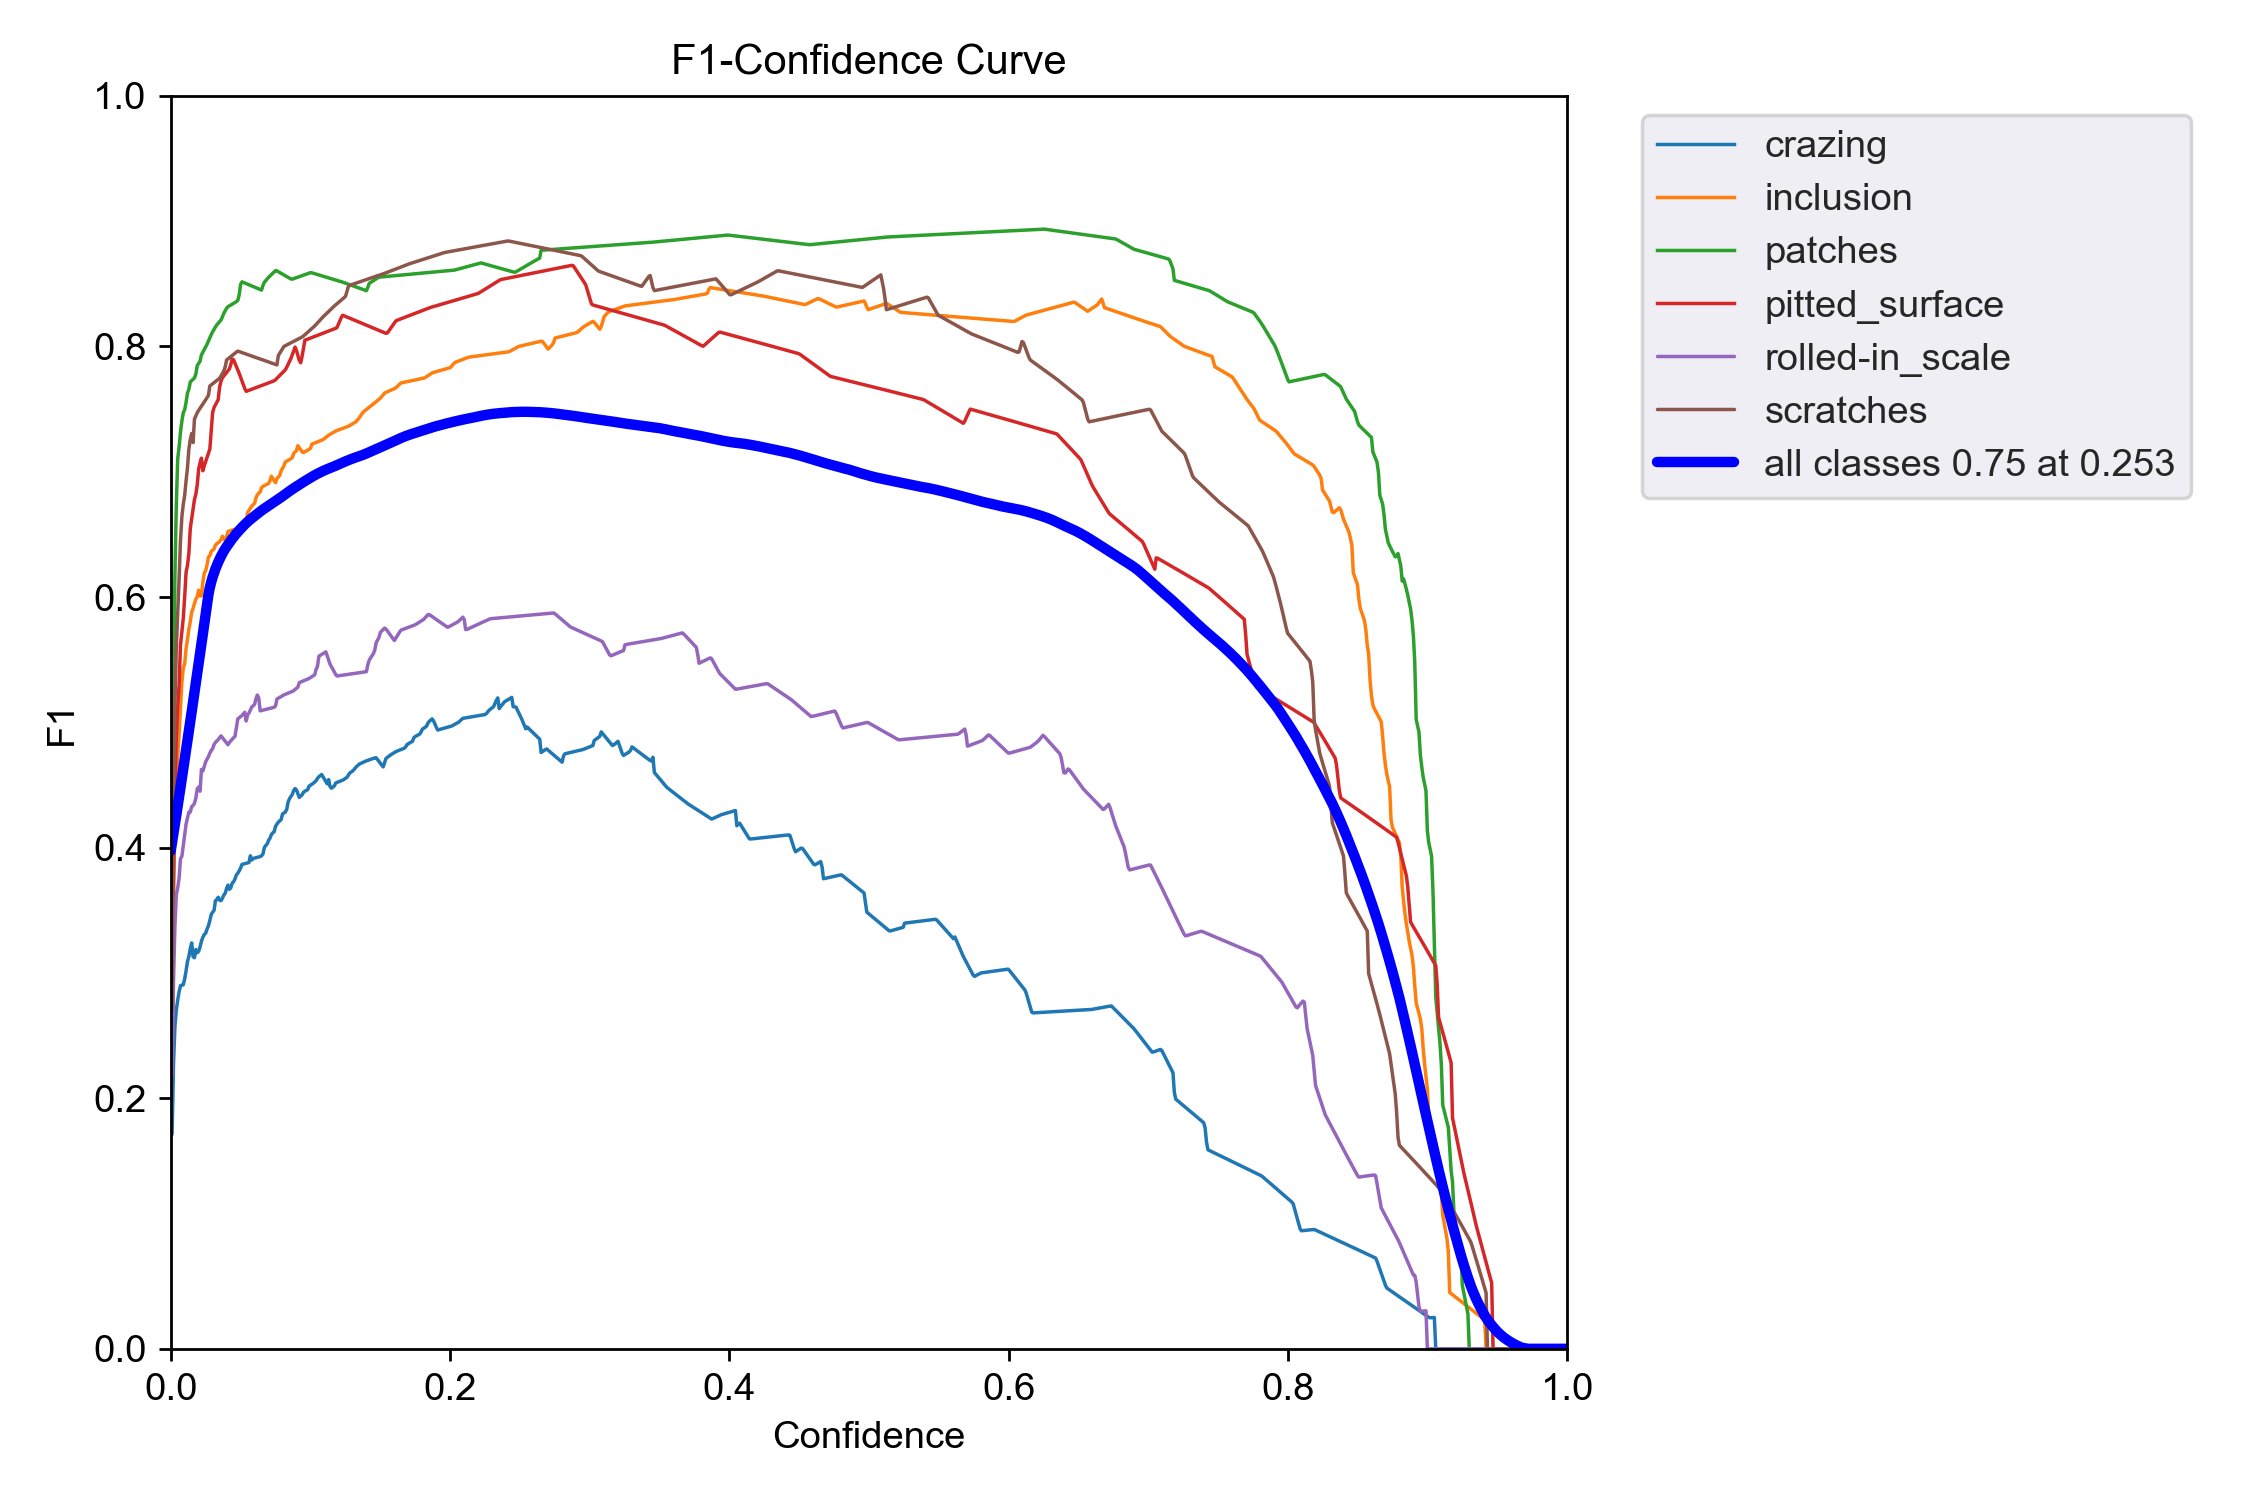 F1-Confidence Curve
1.0
0.8
0.6
0.4
0.2
0.0
F1
0.0 0.2 0.4 0.6 0.8 1.0
Confidence
crazing
inclusion
patches
pitted_surface
rolled-in_scale
scratches
all classes 0.75 at 0.253